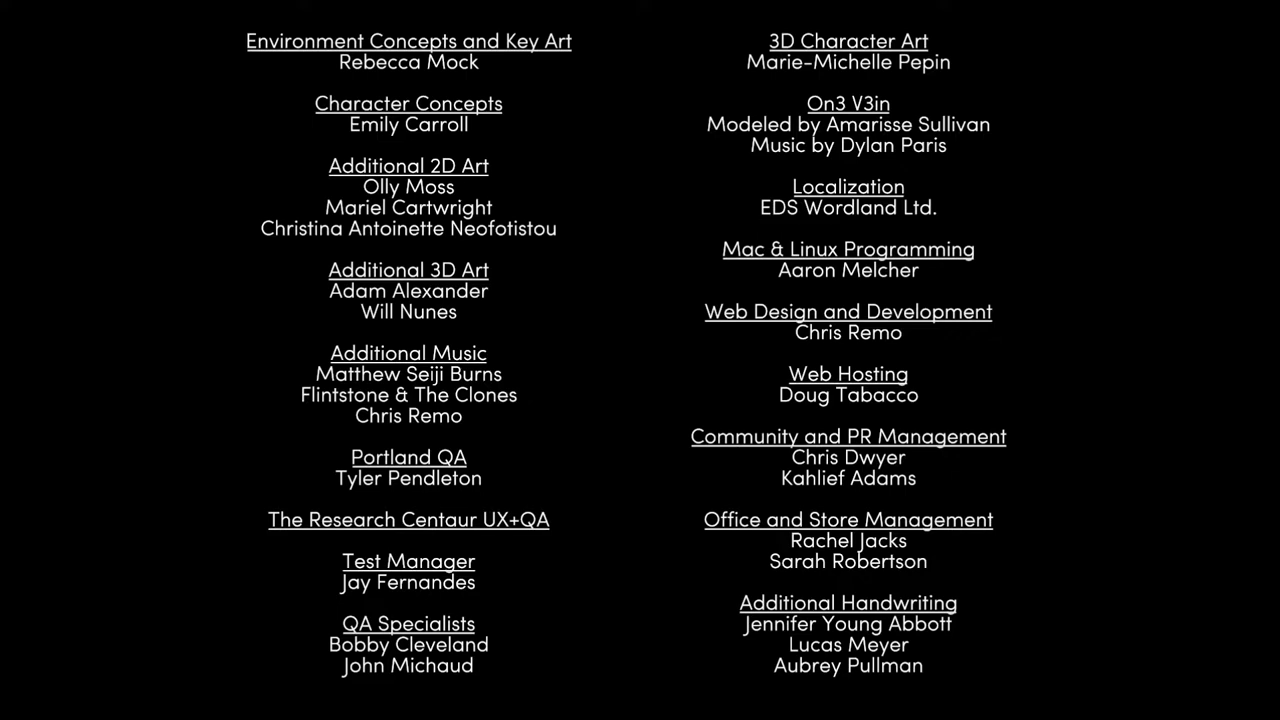 Environment Concepts and Key Art
Rebecca Mock
Character Concepts
Emily Carroll
Additional 2D Art
Olly Moss
Mariel Cartwright
Christina Antoinette Neofotistou
Additional 3D Art
Adam Alexander
Will Nunes
Additional Music
Matthew Seiji Burns
Flintstone & The Clones
Chris Remo
Portland QA
Tyler Pendleton
The Research Centaur UX+QA
Test Manager
Jay Fernandes
QA Specialists
Bobby Cleveland
John Michaud
3D Character Art
Marie-Michelle Pepin
On3 V3in
Modeled by Amarisse Sullivan
Music by Dylan Paris
Localization
EDS Wordland Ltd.
Mac & Linux Programming
Aaron Melcher
Web Design and Development
Chris Remo
Web Hosting
Doug Tabacco
Community and PR Management
Chris Dwyer
Kahlief Adams
Office and Store Management
Rachel Jacks
Sarah Robertson
Additional Handwriting
Jennifer Young Abbott
Lucas Meyer
Aubrey Pullman